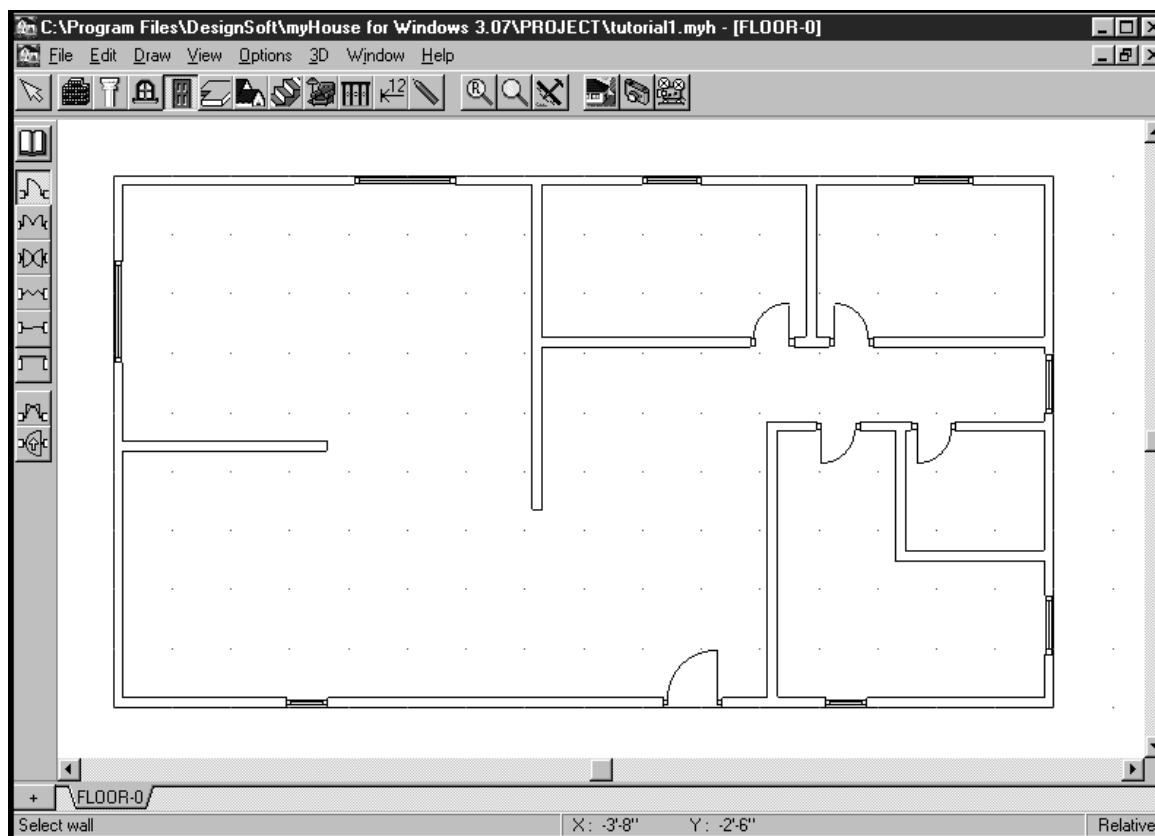 C:\Program Files\DesignSoft\myHouse for Windows 3.07\PROJECT\tutorial1.myh - [FLOOR-0]
File Edit Draw View Options 3D Window Help
12 R
+ FLOOR-0
Select wall X: -3'-8" Y: -2'-6" Relative